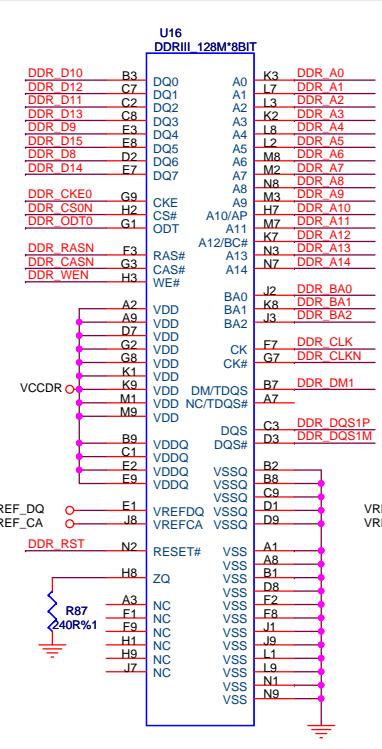 U16
DDRIII_128M*8BIT
DDR_D10 B3 DQ0 A0 K3 DDR_A0
DDR_D12 C7 DQ1 A1 L7 DDR_A1
DDR_D11 C2 DQ2 A2 L3 DDR_A2
DDR_D13 C8 DQ3 A3 K2 DDR_A3
DDR_D9 E3 DQ4 A4 L8 DDR_A4
DDR_D15 E8 DQ5 A5 L2 DDR_A5
DDR_D8 D2 DQ6 A6 M8 DDR_A6
DDR_D14 E7 DQ7 A7 M2 DDR_A7
A8 N8 DDR_A8
DDR_CKE0 G9 CKE A9 M3 DDR_A9
DDR_CS0N H2 CS# A10/AP H7 DDR_A10
DDR_ODT0 G1 ODT A11 M7 DDR_A11
A12/BC# K7 DDR_A12
DDR_RASN F3 RAS# A13 N3 DDR_A13
DDR_CASN G3 CAS# A14 N7 DDR_A14
DDR_WEN H3 WE#
BA0 J2 DDR_BA0
A2 VDD BA1 K8 DDR_BA1
A9 VDD BA2 J3 DDR_BA2
D7 VDD
G2 VDD CK F7 DDR_CLK
G8 VDD CK# G7 DDR_CLKN
K1 VDD
VCCDR K9 VDD DM/TDQS B7 DDR_DM1
M1 VDD NC/TDQS# A7
M9 VDD
DQS C3 DDR_DQS1P
B9 VDDQ DQS# D3 DDR_DQS1M
C1 VDDQ
E2 VDDQ VSSQ B2
E9 VDDQ VSSQ B8
VSSQ C9
REF_DQ E1 VREFDQ VSSQ D1 VR
REF_CA J8 VREFCA VSSQ D9 VR
DDR_RST N2 RESET# VSS A1
VSS A8
H8 ZQ VSS B1
VSS D8
A3 NC VSS F2
R87 F1 NC VSS F8
240R%1 F9 NC VSS J1
H1 NC VSS J9
H9 NC VSS L1
J7 NC VSS L9
VSS N1
VSS N9